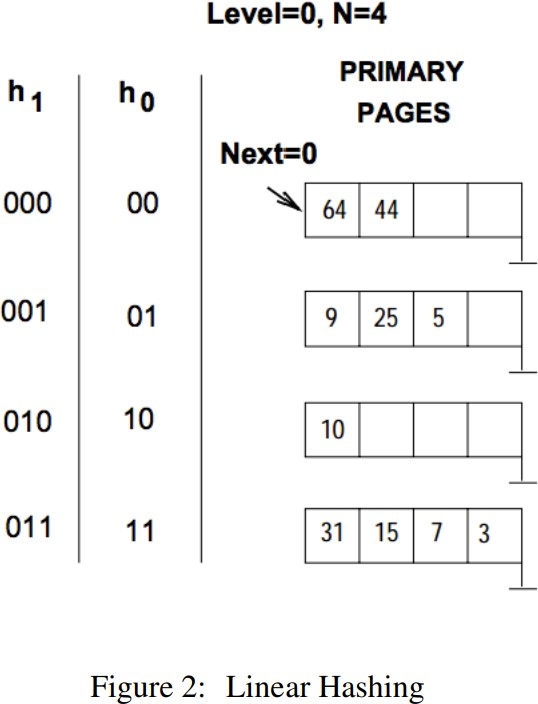 Level=0, N=4
h1 h0 PRIMARY
PAGES
Next=0
000 00 64 44
001 01 9 25 5
010 10 10
011 11 31 15 7 3
Figure 2: Linear Hashing